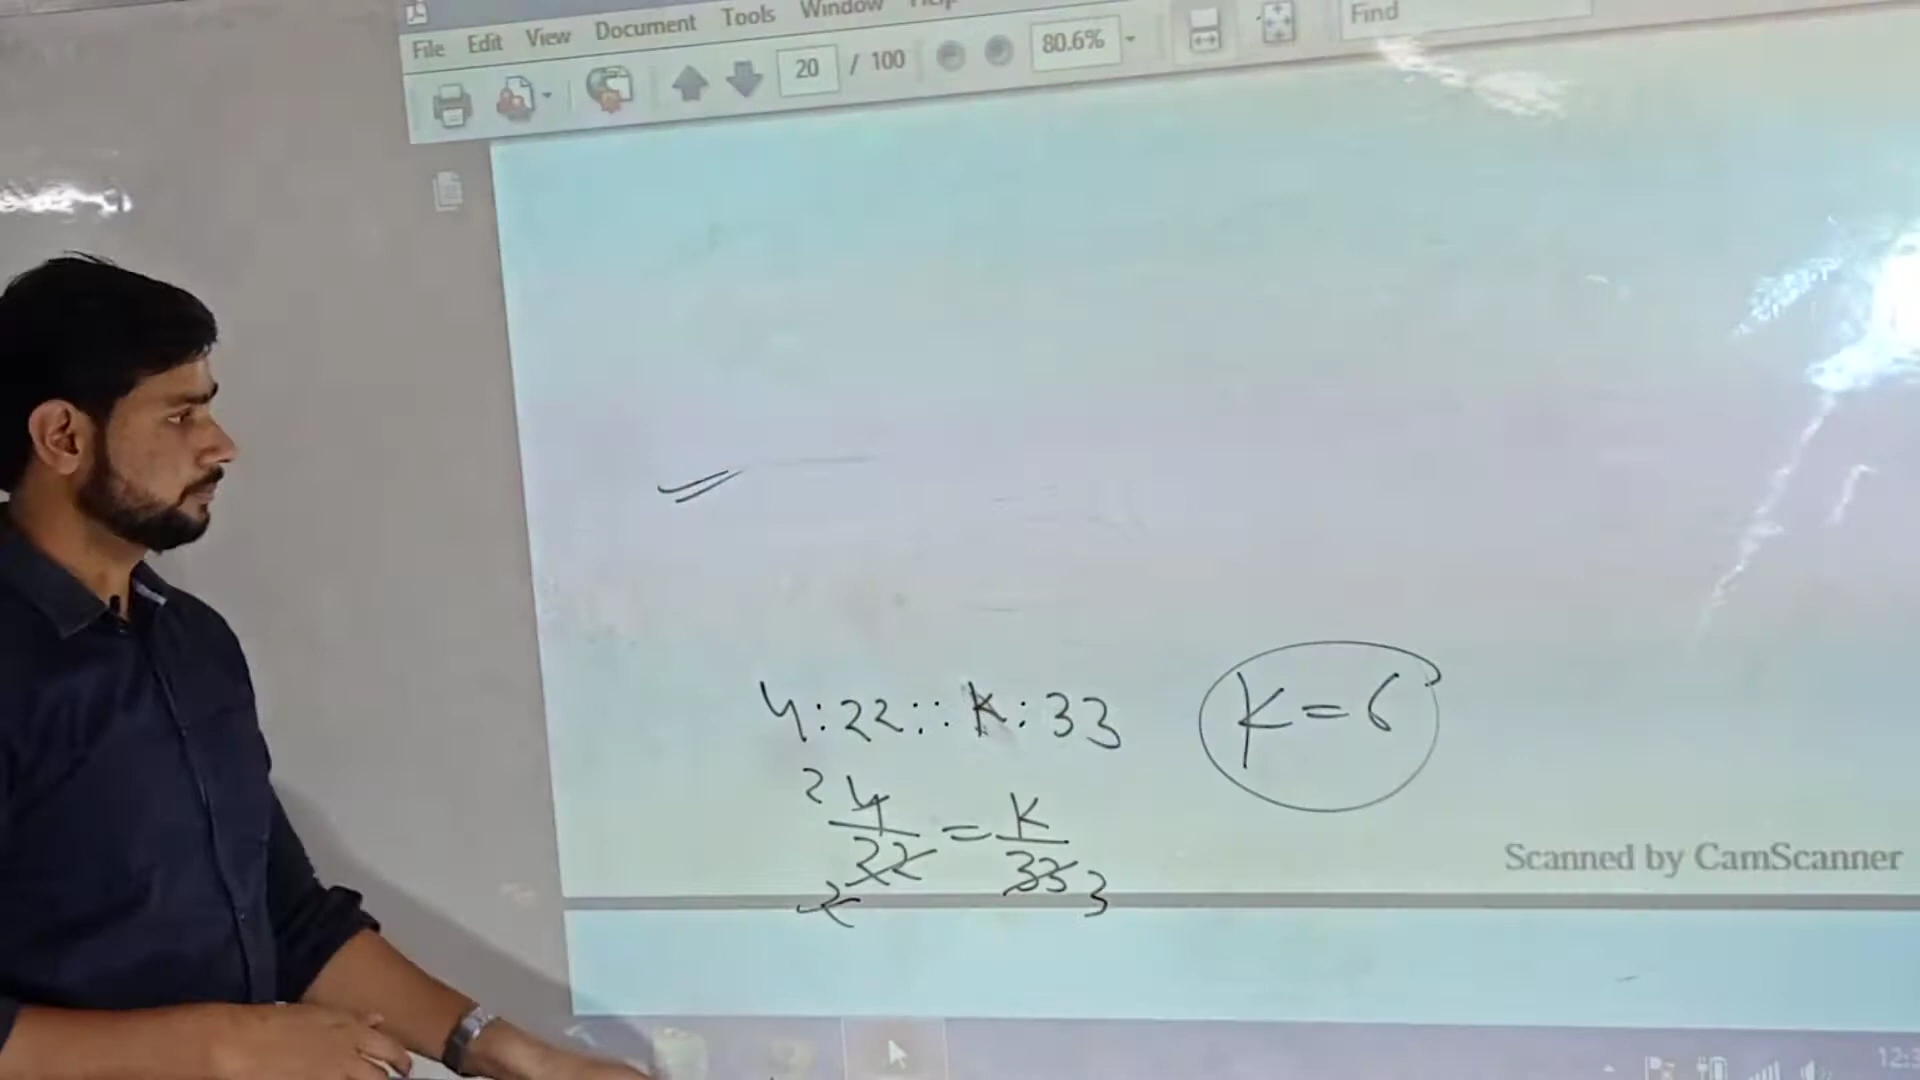 File Edit View Document Tools Window Help
20 / 100 80.6% Find
4:22::K:33
K=6
2 4/22 = K/33 3
2
Scanned by CamScanner